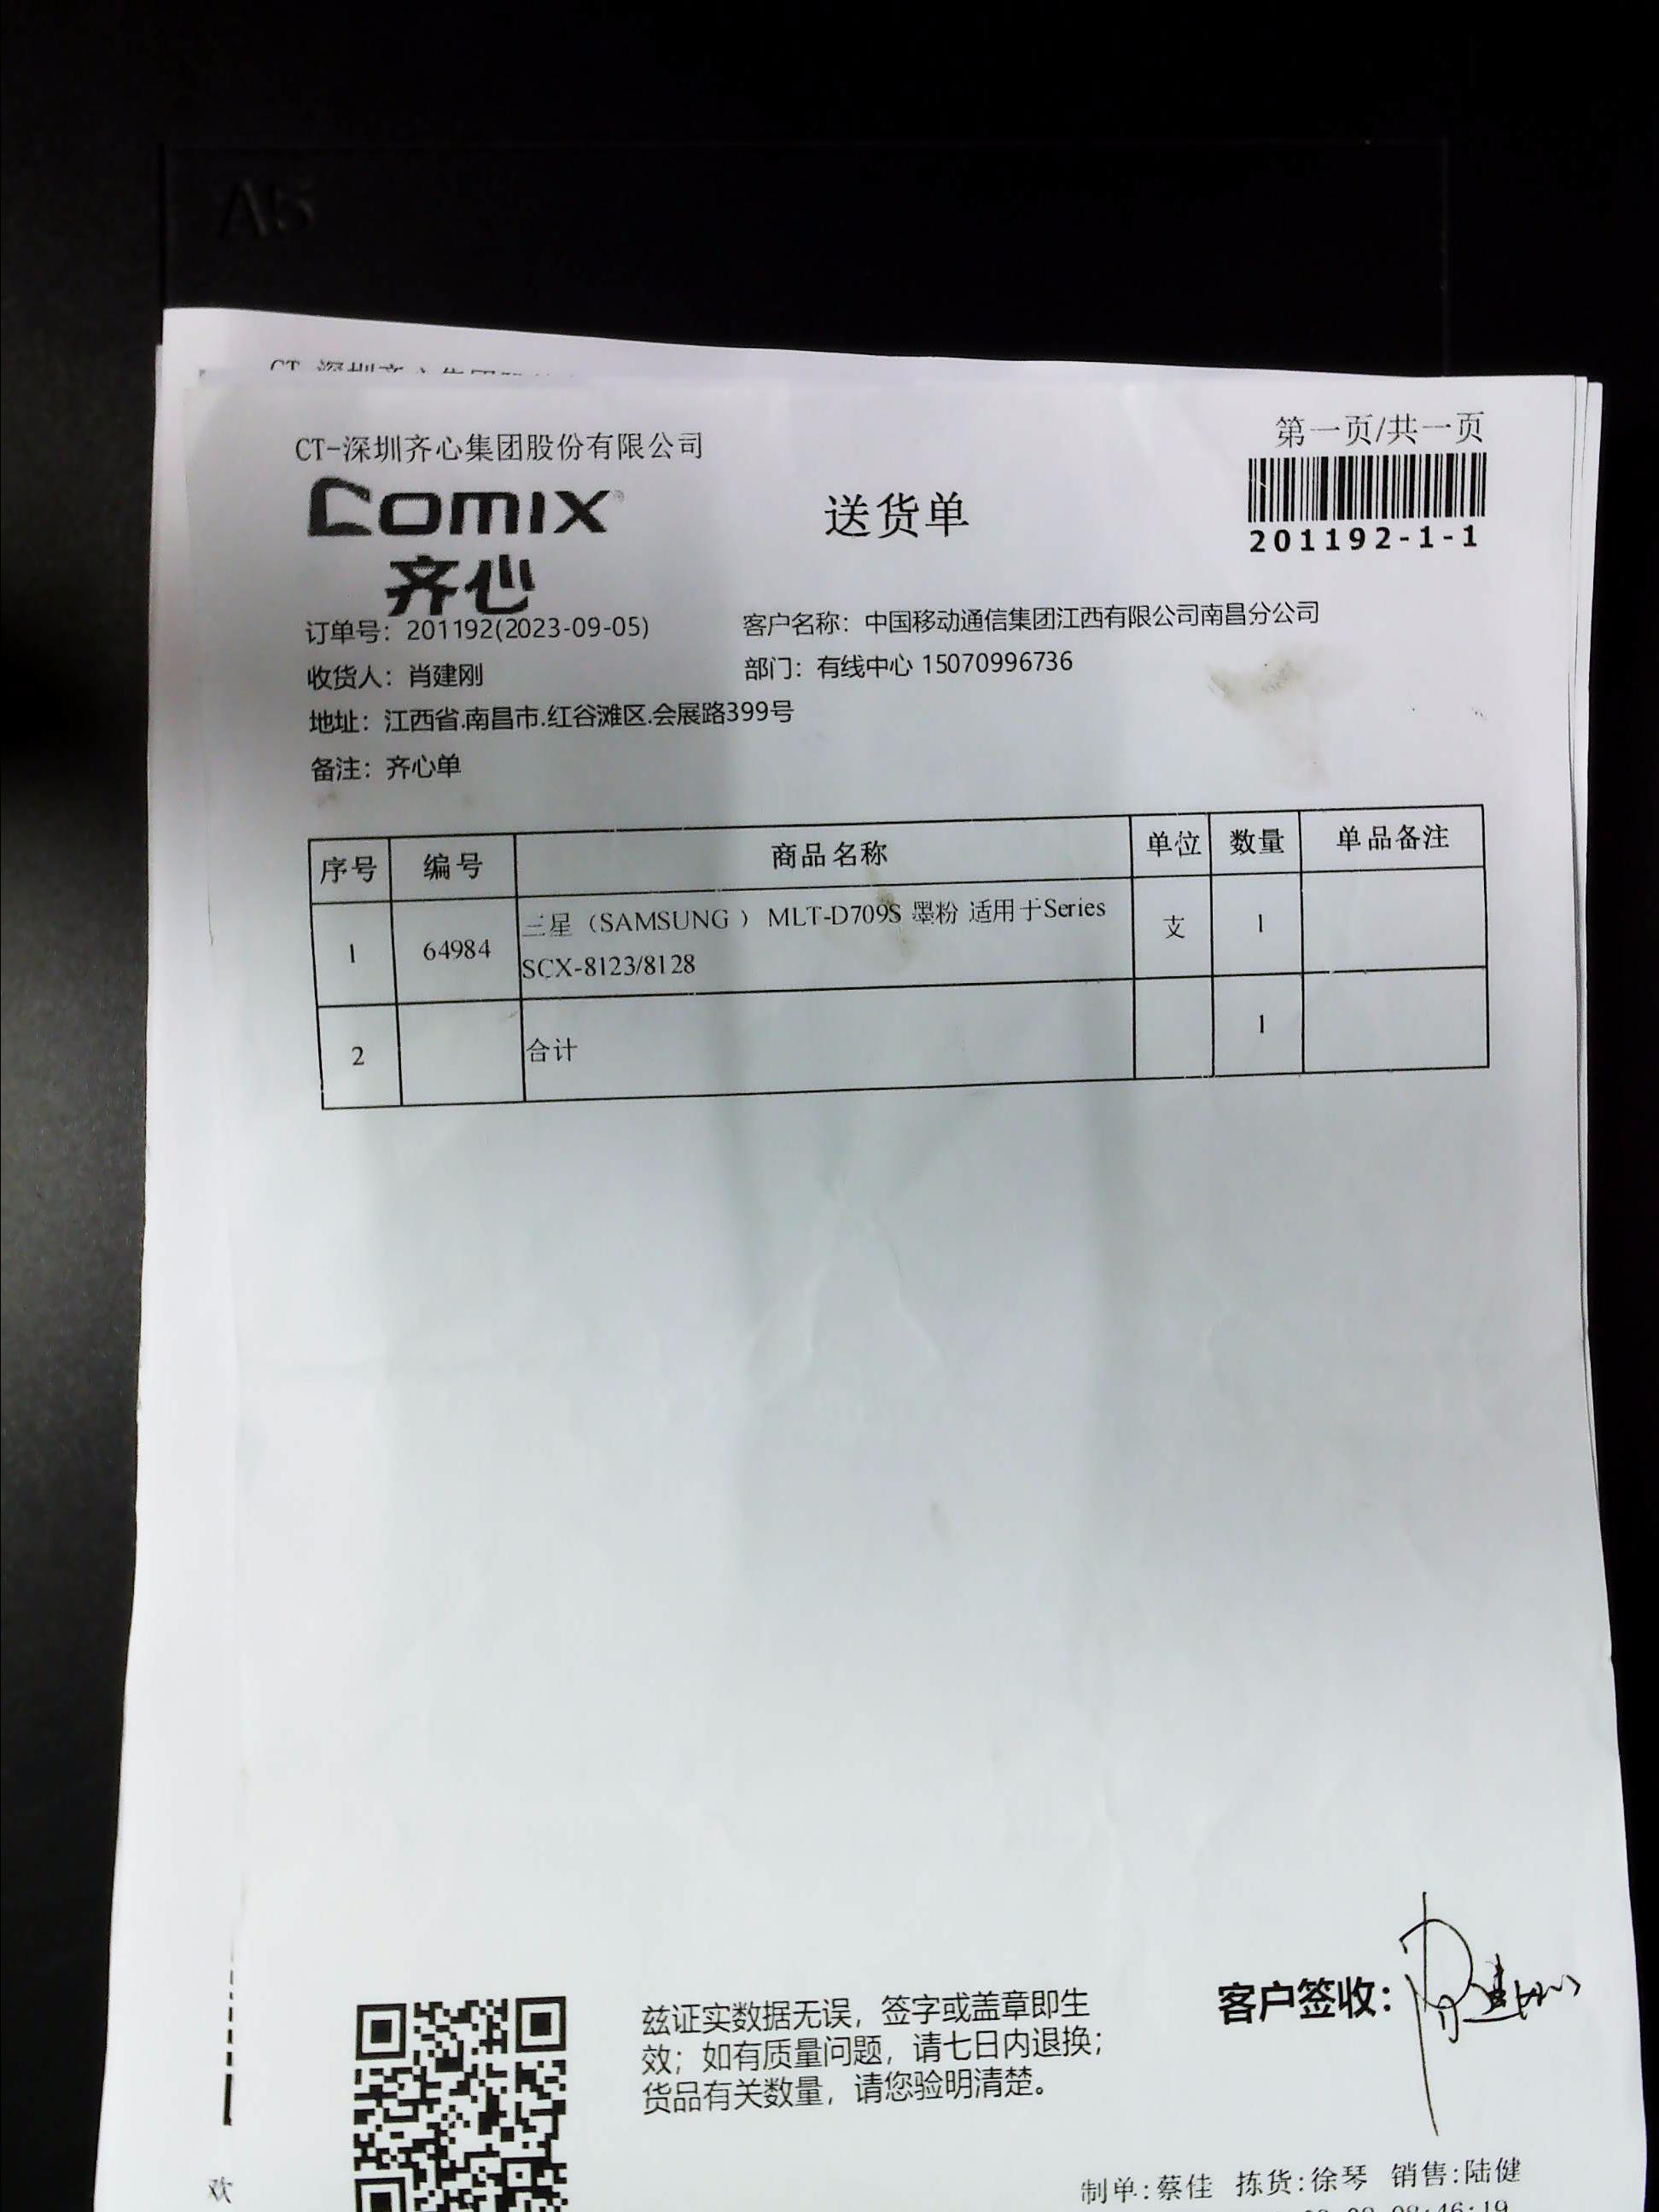 A5
CT-深圳齐心集团股份有限公司
第一页/共一页
comix
齐心
送货单
201192-1-1
订单号：201192(2023-09-05)
客户名称：中国移动通信集团江西有限公司南昌分公司
收货人：肖建刚
部门：有线中心 15070996736
地址：江西省.南昌市.红谷滩区.会展路399号
备注：齐心单
序号 编号 商品名称 单位 数量 单品备注
1 64984 三星（SAMSUNG ） MLT-D709S 墨粉 适用于Series SCX-8123/8128 支 1
2 合计 1
兹证实数据无误，签字或盖章即生
效；如有质量问题，请七日内退换；
货品有关数量，请您验明清楚。
客户签收：肖建刚
制单:蔡佳 拣货:徐琴 销售:陆健
08:46:19
欢